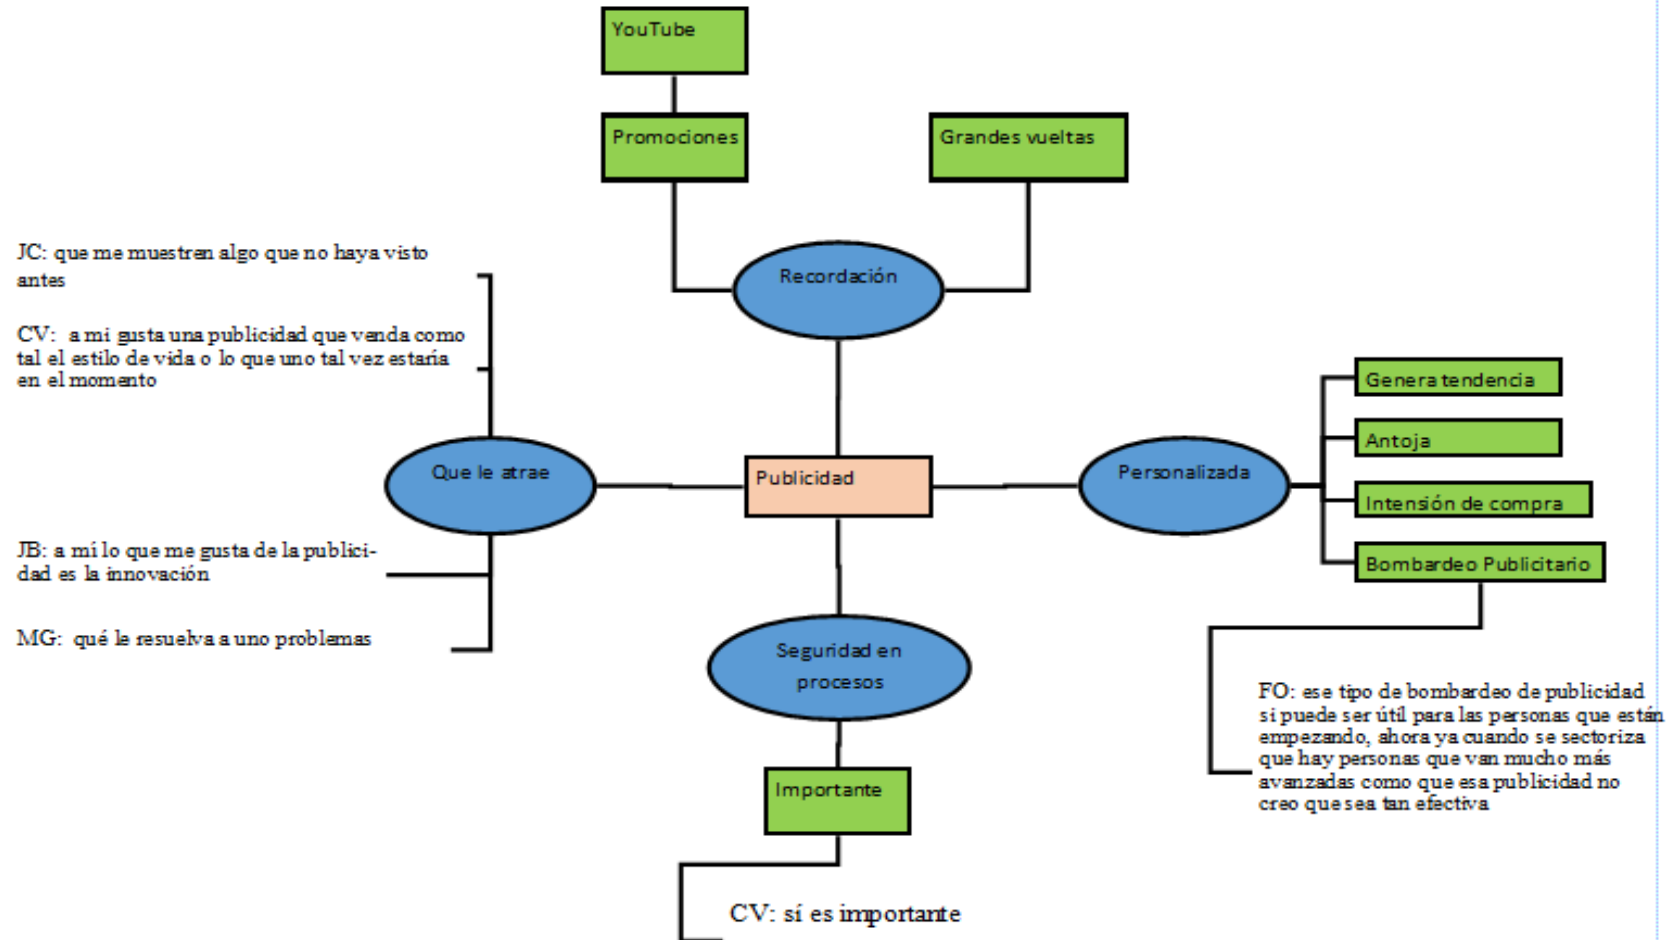 YouTube
Promociones
Grandes vueltas
Recordación
JC: que me muestren algo que no haya visto
antes
CV:  a mi gusta una publicidad que venda como
tal el estilo de vida o lo que uno tal vez estaría
en el momento
Que le atrae
Publicidad
Personalizada
Genera tendencia
Antoja
Intensión de compra
Bombardeo Publicitario
JB: a mí lo que me gusta de la publici-
dad es la innovación
MG:  qué le resuelva a uno problemas
Seguridad en
procesos
FO: ese tipo de bombardeo de publicidad
si puede ser útil para las personas que están
empezando, ahora ya cuando se sectoriza
que hay personas que van mucho más
avanzadas como que esa publicidad no
creo que sea tan efectiva
Importante
CV: sí es importante